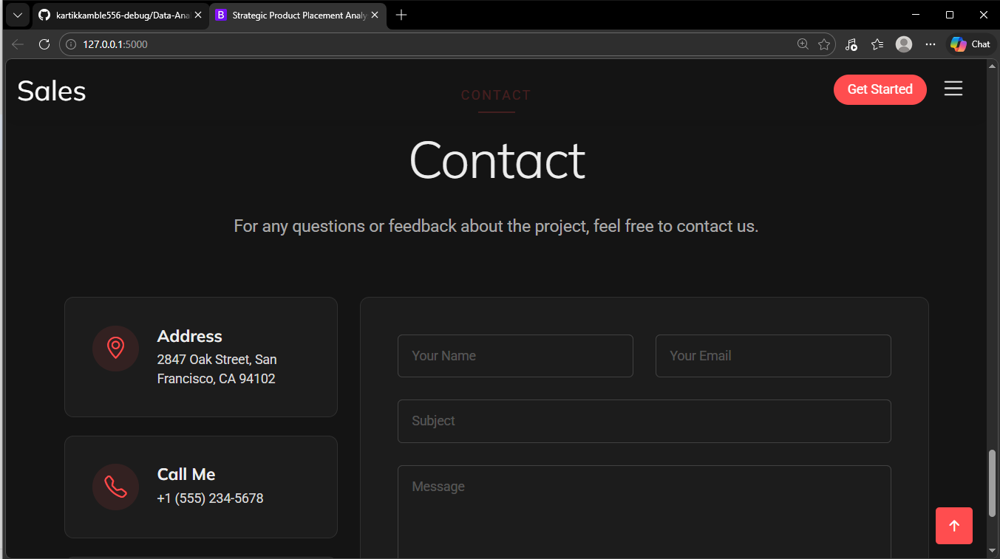 kartikkamble556-debug/Data-Ana
B Strategic Product Placement Analy
127.0.0.1:5000
Chat
Sales
CONTACT
Get Started
Contact
For any questions or feedback about the project, feel free to contact us.
Address
2847 Oak Street, San
Francisco, CA 94102
Call Me
+1 (555) 234-5678
Your Name
Your Email
Subject
Message